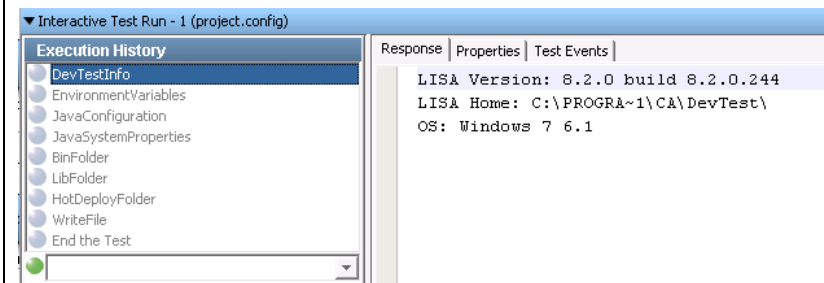 Interactive Test Run - 1 (project.config)
Execution History
DevTestInfo
EnvironmentVariables
JavaConfiguration
JavaSystemProperties
BinFolder
LibFolder
HotDeployFolder
WriteFile
End the Test
Response Properties Test Events
LISA Version: 8.2.0 build 8.2.0.244
LISA Home: C:\PROGRA~1\CA\DevTest\
OS: Windows 7 6.1